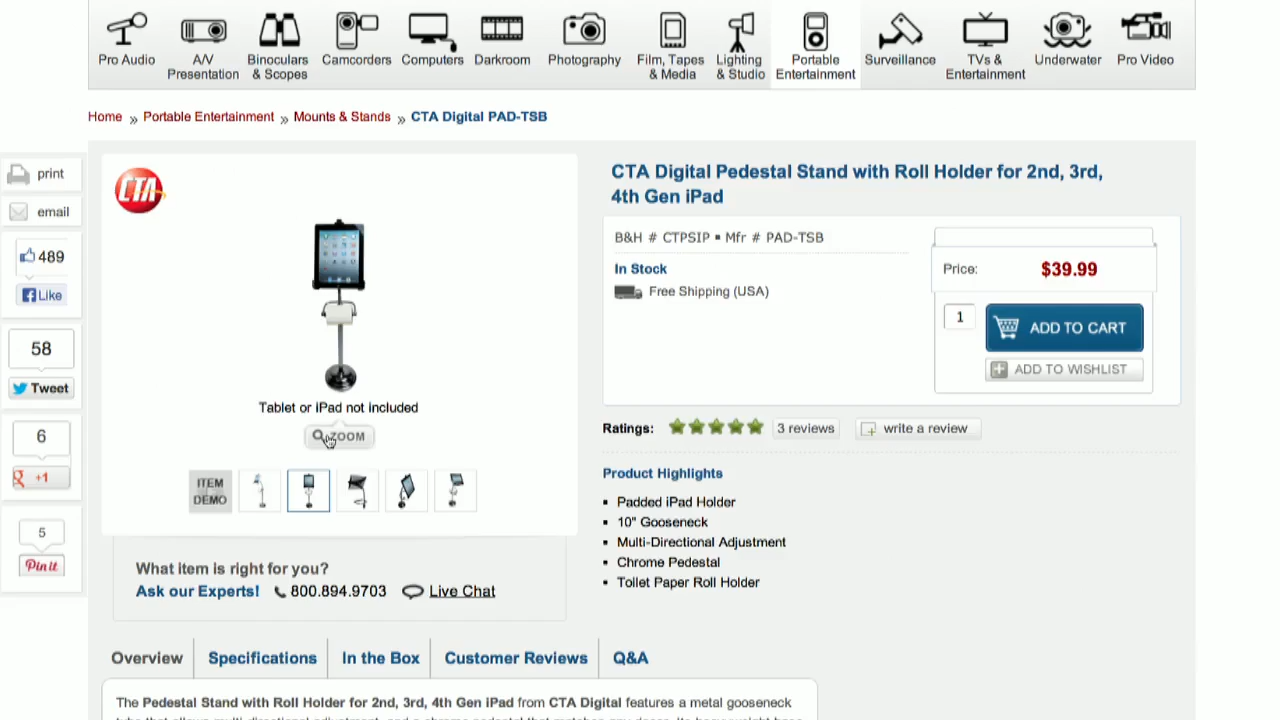 Pro Audio
A/V
Presentation
Binoculars
& Scopes
Camcorders
Computers
Darkroom
Photography
Film, Tapes
& Media
Lighting
& Studio
Portable
Entertainment
Surveillance
TVs &
Entertainment
Underwater
Pro Video
Home » Portable Entertainment » Mounts & Stands » CTA Digital PAD-TSB
print
email
489
Like
58
Tweet
6
+1
5
Pin it
CTA
Tablet or iPad not included
ZOOM
ITEM
DEMO
What item is right for you?
Ask our Experts! 800.894.9703 Live Chat
CTA Digital Pedestal Stand with Roll Holder for 2nd, 3rd,
4th Gen iPad
B&H # CTPSIP ▪ Mfr # PAD-TSB
In Stock
Free Shipping (USA)
Price: $39.99
1
ADD TO CART
ADD TO WISHLIST
Ratings: 3 reviews write a review
Product Highlights
▪ Padded iPad Holder
▪ 10" Gooseneck
▪ Multi-Directional Adjustment
▪ Chrome Pedestal
▪ Toilet Paper Roll Holder
Overview Specifications In the Box Customer Reviews Q&A
The Pedestal Stand with Roll Holder for 2nd, 3rd, 4th Gen iPad from CTA Digital features a metal gooseneck